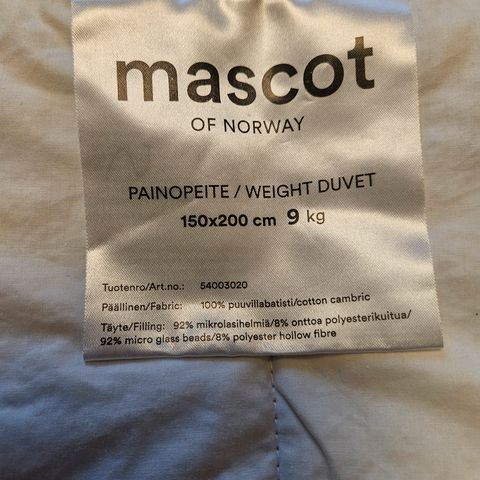 mascot
OF NORWAY
PAINOPEITE / WEIGHT DUVET
150x200 cm 9 kg
Tuotenro/Art.no.: 54003020
Päällinen/Fabric: 100% puuvillabatisti/cotton cambric
Täyte/Filling: 92% mikrolasihelmiä/8% onttoa polyesterikuitua/
92% micro glass beads/8% polyester hollow fibre